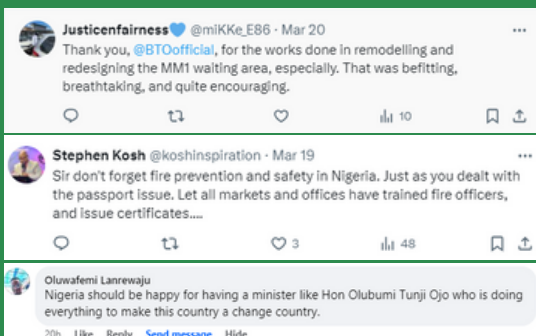 Justicenfairness💙 @miKKe_E86 · Mar 20
Thank you, @BTOofficial, for the works done in remodelling and
redesigning the MM1 waiting area, especially. That was befitting,
breathtaking, and quite encouraging.
10
Stephen Kosh @koshinspiration · Mar 19
Sir don't forget fire prevention and safety in Nigeria. Just as you dealt with
the passport issue. Let all markets and offices have trained fire officers,
and issue certificates....
3 48
Oluwafemi Lanrewaju
Nigeria should be happy for having a minister like Hon Olubumi Tunji Ojo who is doing
everything to make this country a change country.
20h Like Reply Send message Hide